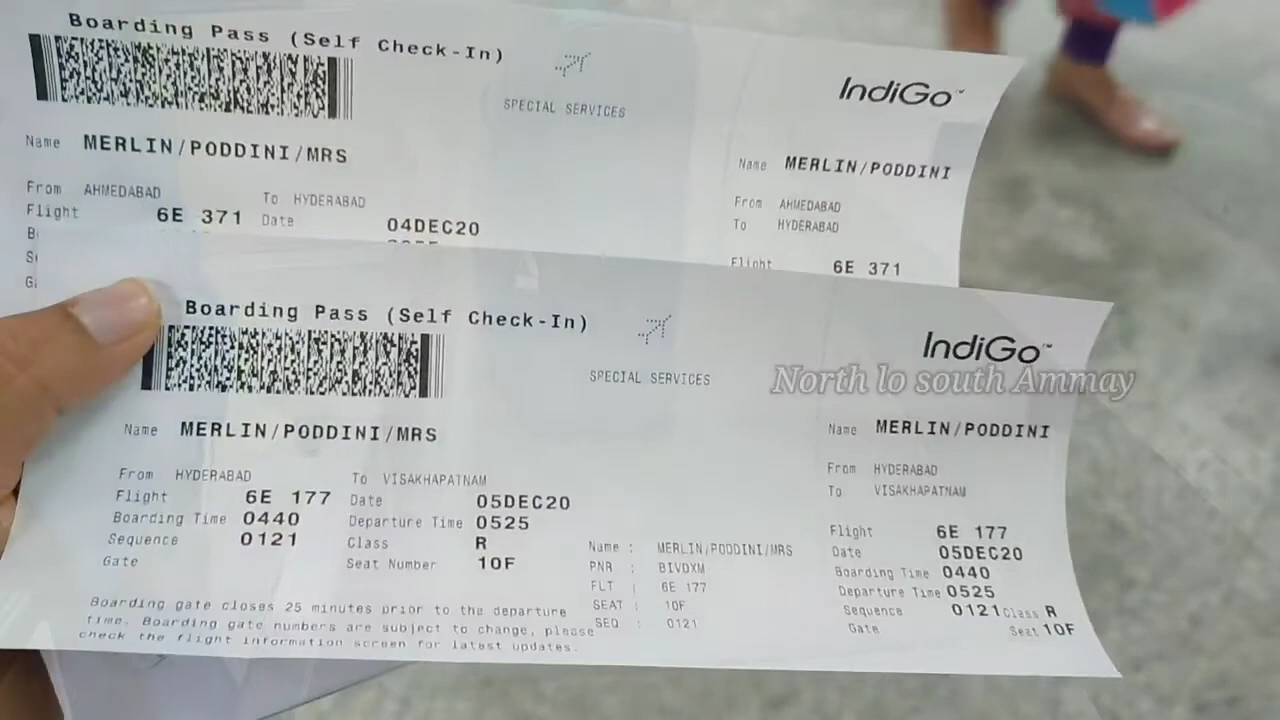 Boarding Pass (Self Check-In)
SPECIAL SERVICES
IndiGo™
Name MERLIN/PODDINI/MRS
Name MERLIN/PODDINI
From AHMEDABAD To HYDERABAD
From AHMEDABAD
Flight 6E 371 Date 04DEC20
To HYDERABAD
Flight 6E 371
Boarding Pass (Self Check-In)
SPECIAL SERVICES
IndiGo™
North lo south Ammay
Name MERLIN/PODDINI/MRS
Name MERLIN/PODDINI
From HYDERABAD To VISAKHAPATNAM
Flight 6E 177 Date 05DEC20
Boarding Time 0440 Departure Time 0525
Sequence 0121 Class R
Gate Seat Number 10F
Name : MERLIN/PODDINI/MRS
PNR : BIVDXM
FLT : 6E 177
SEAT : 10F
SEQ : 0121
Boarding gate closes 25 minutes prior to the departure
time. Boarding gate numbers are subject to change, please
check the flight information screen for latest updates.
From HYDERABAD
To VISAKHAPATNAM
Flight 6E 177
Date 05DEC20
Boarding Time 0440
Departure Time 0525
Sequence 0121 Class R
Gate Seat 10F